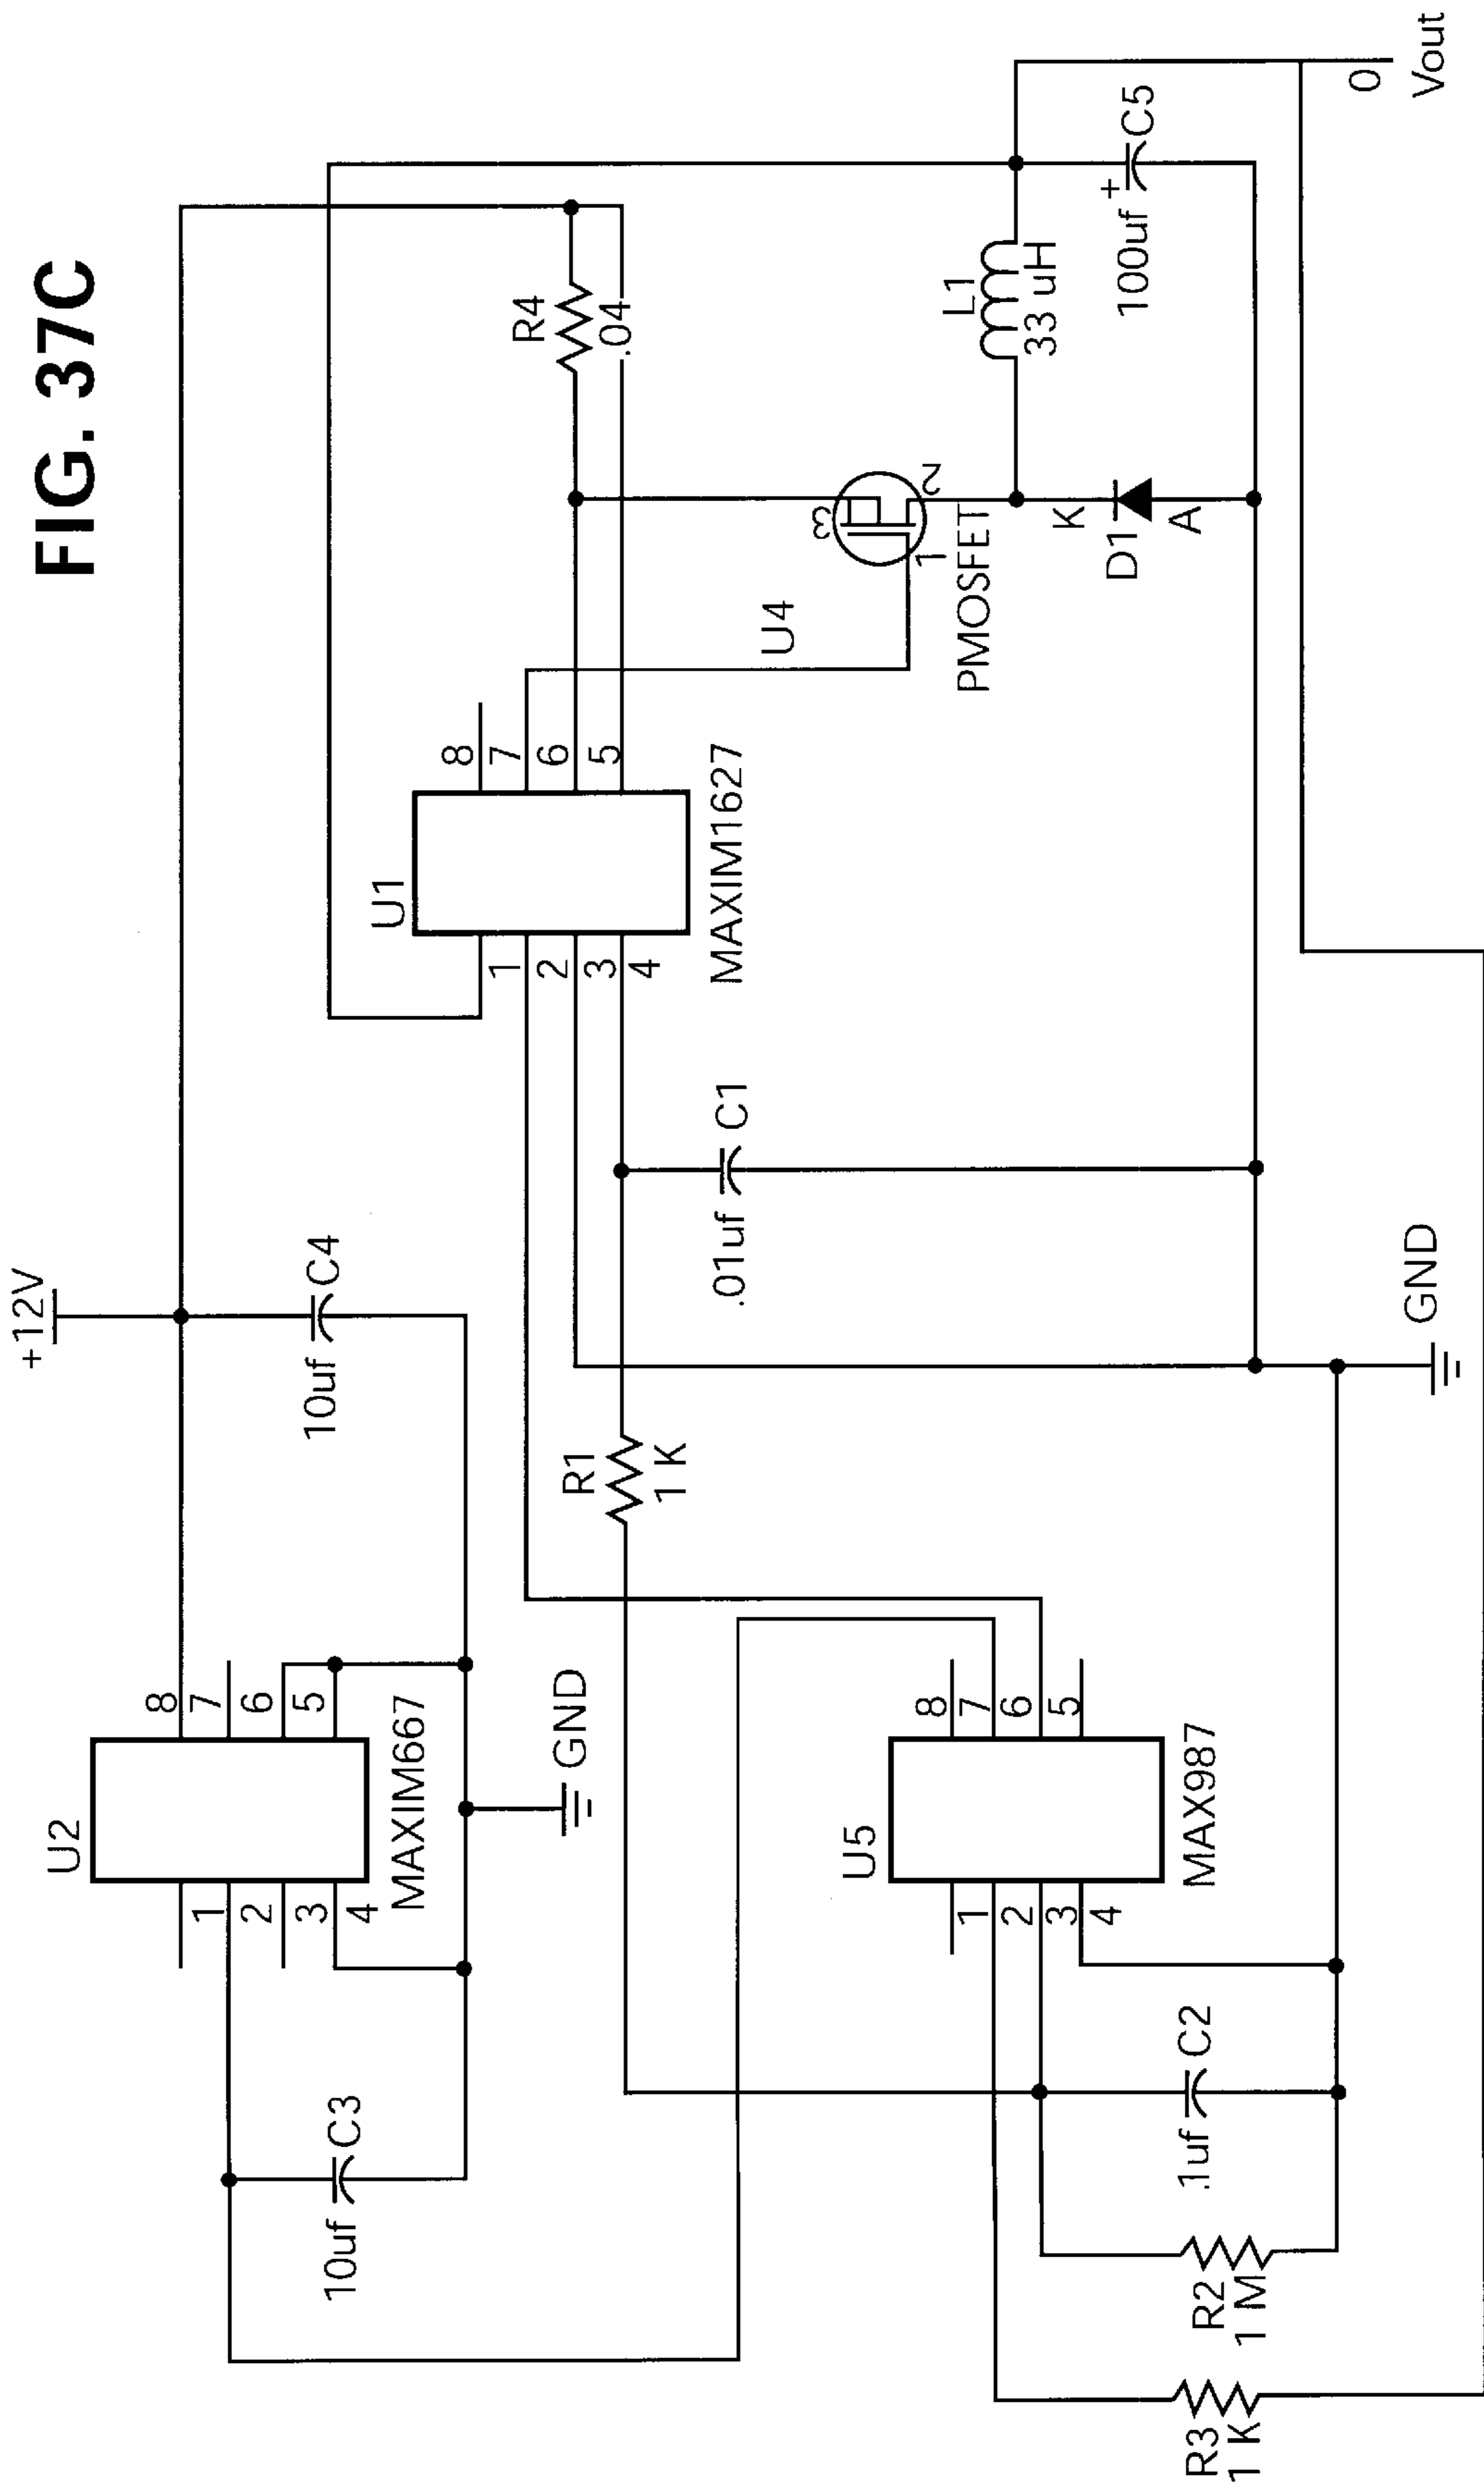 FIG. 37C
+12V
U2
8
7
6
5
1
2
3
4
MAXIM667
10uf
C3
10uf
C4
GND
U1
8
7
6
5
1
2
3
4
MAXIM1627
R4
.04
U4
3
2
1
PMOSFET
L1
33 uH
K
D1
A
100uf
+
C5
0
Vout
R1
1 K
.01uf
C1
GND
U5
8
7
6
5
1
2
3
4
MAX987
.1uf
C2
R2
1 M
R3
1 K